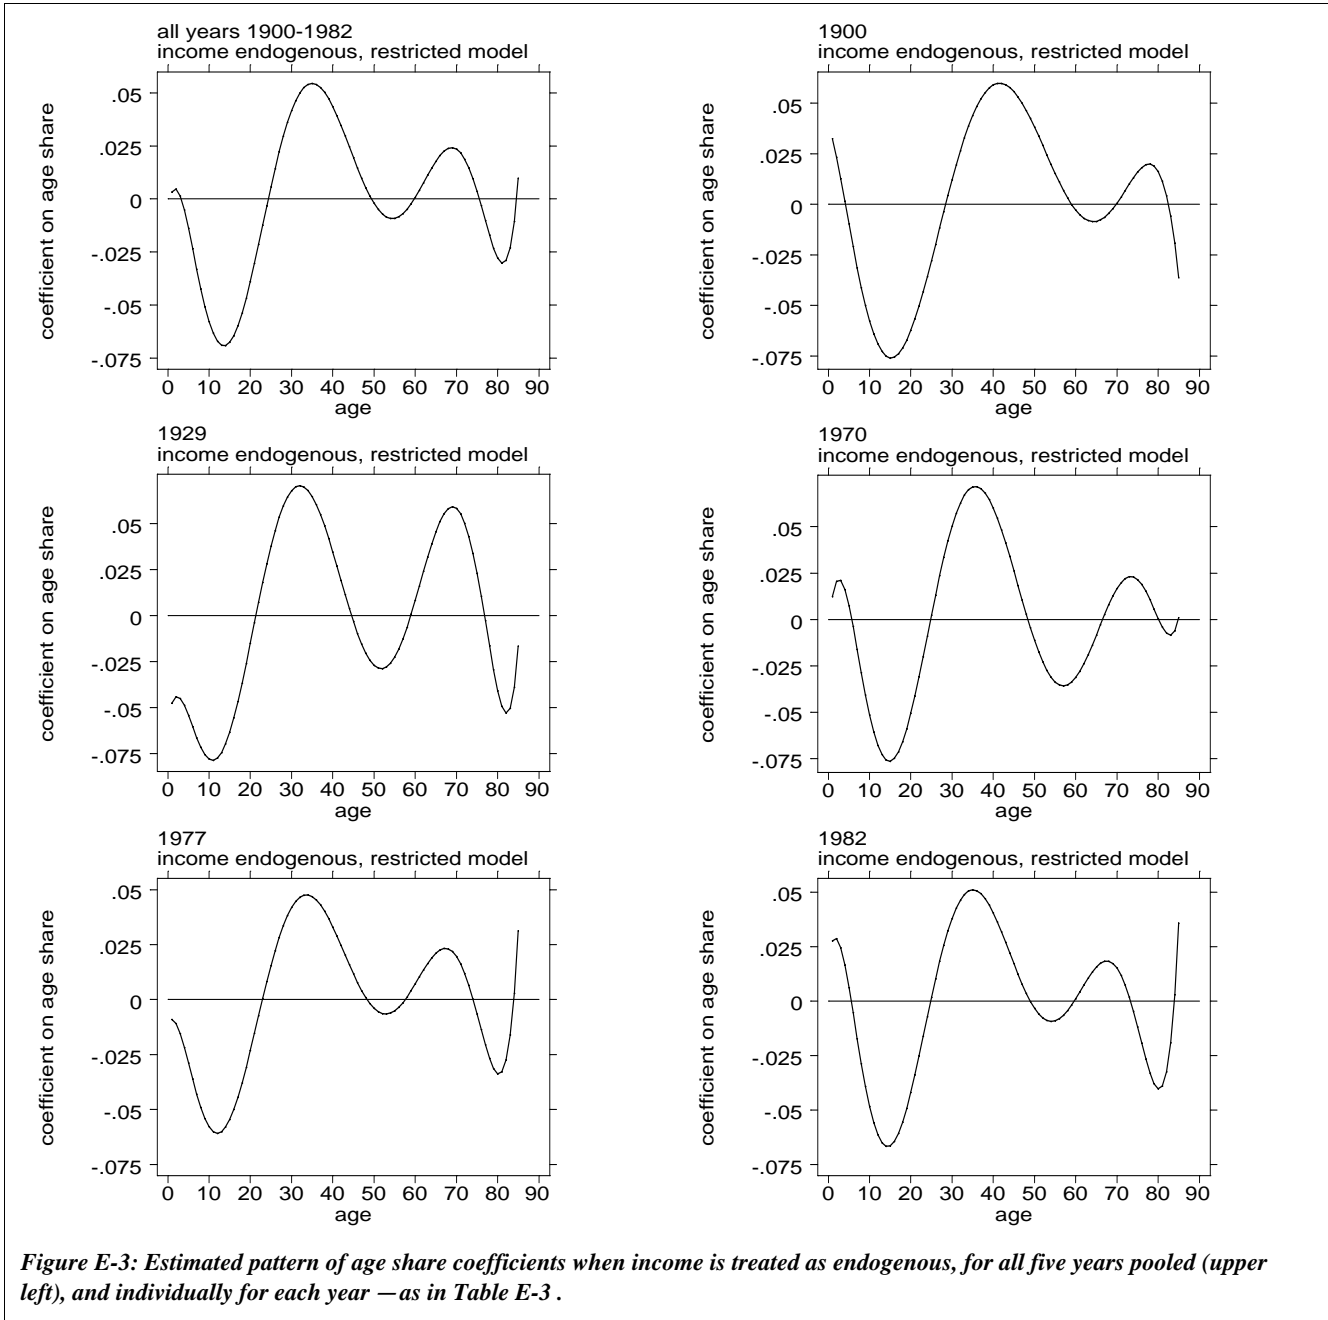 all years 1900-1982
income endogenous, restricted model
coefficient on age share
.05
.025
0
-.025
-.05
-.075
0 10 20 30 40 50 60 70 80 90
age
1900
income endogenous, restricted model
coefficient on age share
.05
.025
0
-.025
-.05
-.075
0 10 20 30 40 50 60 70 80 90
age
1929
income endogenous, restricted model
coefficient on age share
.05
.025
0
-.025
-.05
-.075
0 10 20 30 40 50 60 70 80 90
age
1970
income endogenous, restricted model
coefficient on age share
.05
.025
0
-.025
-.05
-.075
0 10 20 30 40 50 60 70 80 90
age
1977
income endogenous, restricted model
coefficient on age share
.05
.025
0
-.025
-.05
-.075
0 10 20 30 40 50 60 70 80 90
age
1982
income endogenous, restricted model
coefficient on age share
.05
.025
0
-.025
-.05
-.075
0 10 20 30 40 50 60 70 80 90
age
Figure E-3: Estimated pattern of age share coefficients when income is treated as endogenous, for all five years pooled (upper
left), and individually for each year —as in Table E-3 .